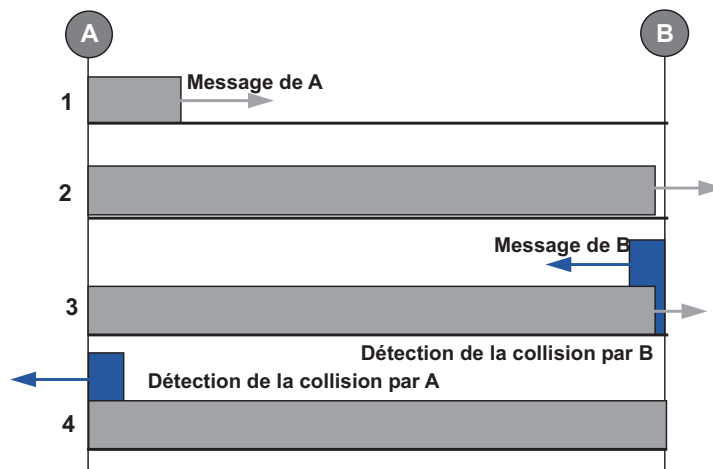 A
B
Message de A
1
2
Message de B
3
Détection de la collision par B
Détection de la collision par A
4